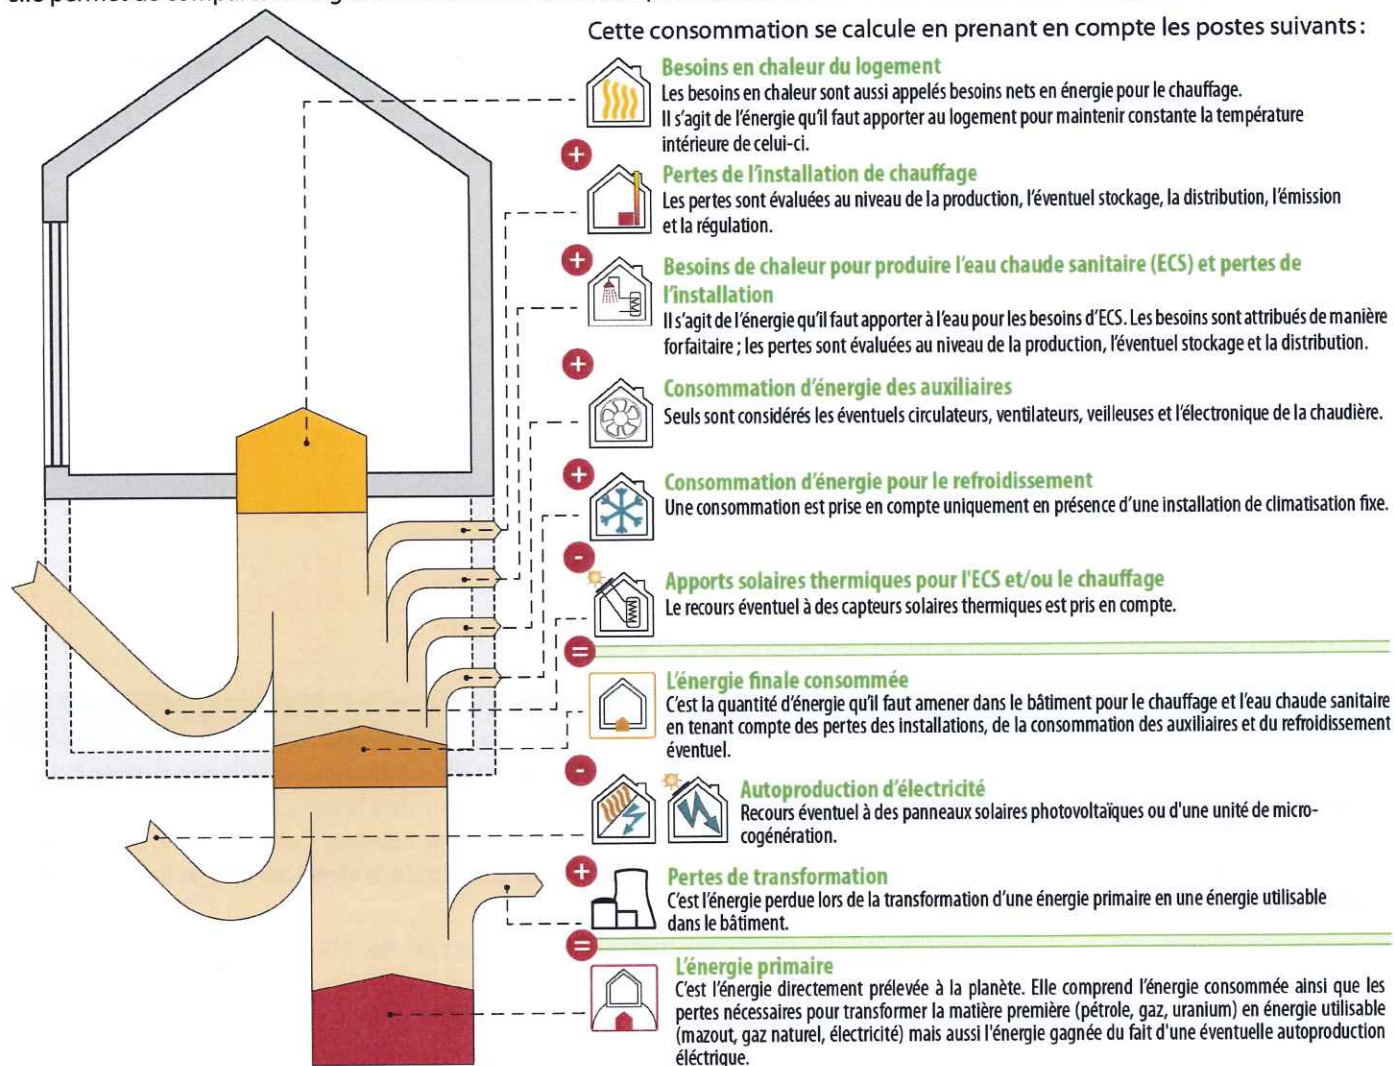 Cette consommation se calcule en prenant en compte les postes suivants :
Besoins en chaleur du logement
Les besoins en chaleur sont aussi appelés besoins nets en énergie pour le chauffage.
Il s'agit de l'énergie qu'il faut apporter au logement pour maintenir constante la température
intérieure de celui-ci.
+
Pertes de l'installation de chauffage
Les pertes sont évaluées au niveau de la production, l'éventuel stockage, la distribution, l'émission
et la régulation.
+
Besoins de chaleur pour produire l'eau chaude sanitaire (ECS) et pertes de
l'installation
Il s'agit de l'énergie qu'il faut apporter à l'eau pour les besoins d'ECS. Les besoins sont attribués de manière
forfaitaire ; les pertes sont évaluées au niveau de la production, l'éventuel stockage et la distribution.
+
Consommation d'énergie des auxiliaires
Seuls sont considérés les éventuels circulateurs, ventilateurs, veilleuses et l'électronique de la chaudière.
+
Consommation d'énergie pour le refroidissement
Une consommation est prise en compte uniquement en présence d'une installation de climatisation fixe.
-
Apports solaires thermiques pour l'ECS et/ou le chauffage
Le recours éventuel à des capteurs solaires thermiques est pris en compte.
=
L'énergie finale consommée
C'est la quantité d'énergie qu'il faut amener dans le bâtiment pour le chauffage et l'eau chaude sanitaire
en tenant compte des pertes des installations, de la consommation des auxiliaires et du refroidissement
éventuel.
-
Autoproduction d'électricité
Recours éventuel à des panneaux solaires photovoltaïques ou d'une unité de micro-
cogénération.
+
Pertes de transformation
C'est l'énergie perdue lors de la transformation d'une énergie primaire en une énergie utilisable
dans le bâtiment.
=
L'énergie primaire
C'est l'énergie directement prélevée à la planète. Elle comprend l'énergie consommée ainsi que les
pertes nécessaires pour transformer la matière première (pétrole, gaz, uranium) en énergie utilisable
(mazout, gaz naturel, électricité) mais aussi l'énergie gagnée du fait d'une éventuelle autoproduction
éléctrique.